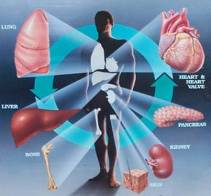 LUNG
HEART & HEART
VALVE
LIVER
PANCREAS
BONE
KIDNEY
SKIN